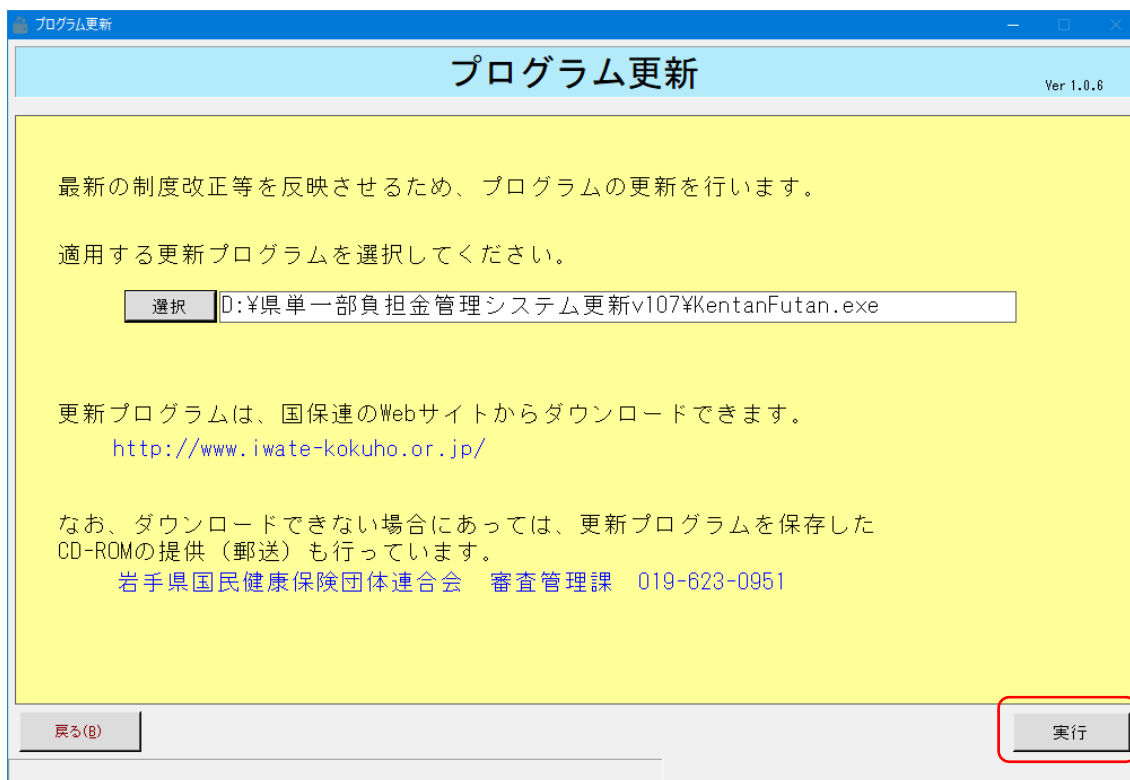 プログラム更新
プログラム更新
Ver 1.0.6
最新の制度改正等を反映させるため、プログラムの更新を行います。
適用する更新プログラムを選択してください。
選択 D:¥県単一部負担金管理システム更新v107¥KentanFutan.exe
更新プログラムは、国保連のWebサイトからダウンロードできます。
http://www.iwate-kokuho.or.jp/
なお、ダウンロードできない場合にあっては、更新プログラムを保存した
CD-ROMの提供（郵送）も行っています。
岩手県国民健康保険団体連合会　審査管理課　019-623-0951
戻る(B) 実行